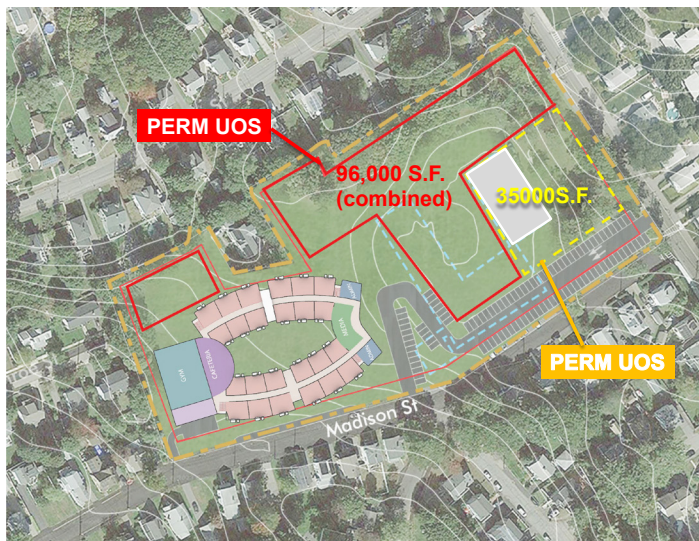 PERM UOS
96,000 S.F.
(combined)
35000S.F.
PERM UOS
MEDIA
CAFETERIA
GYM
Madison St